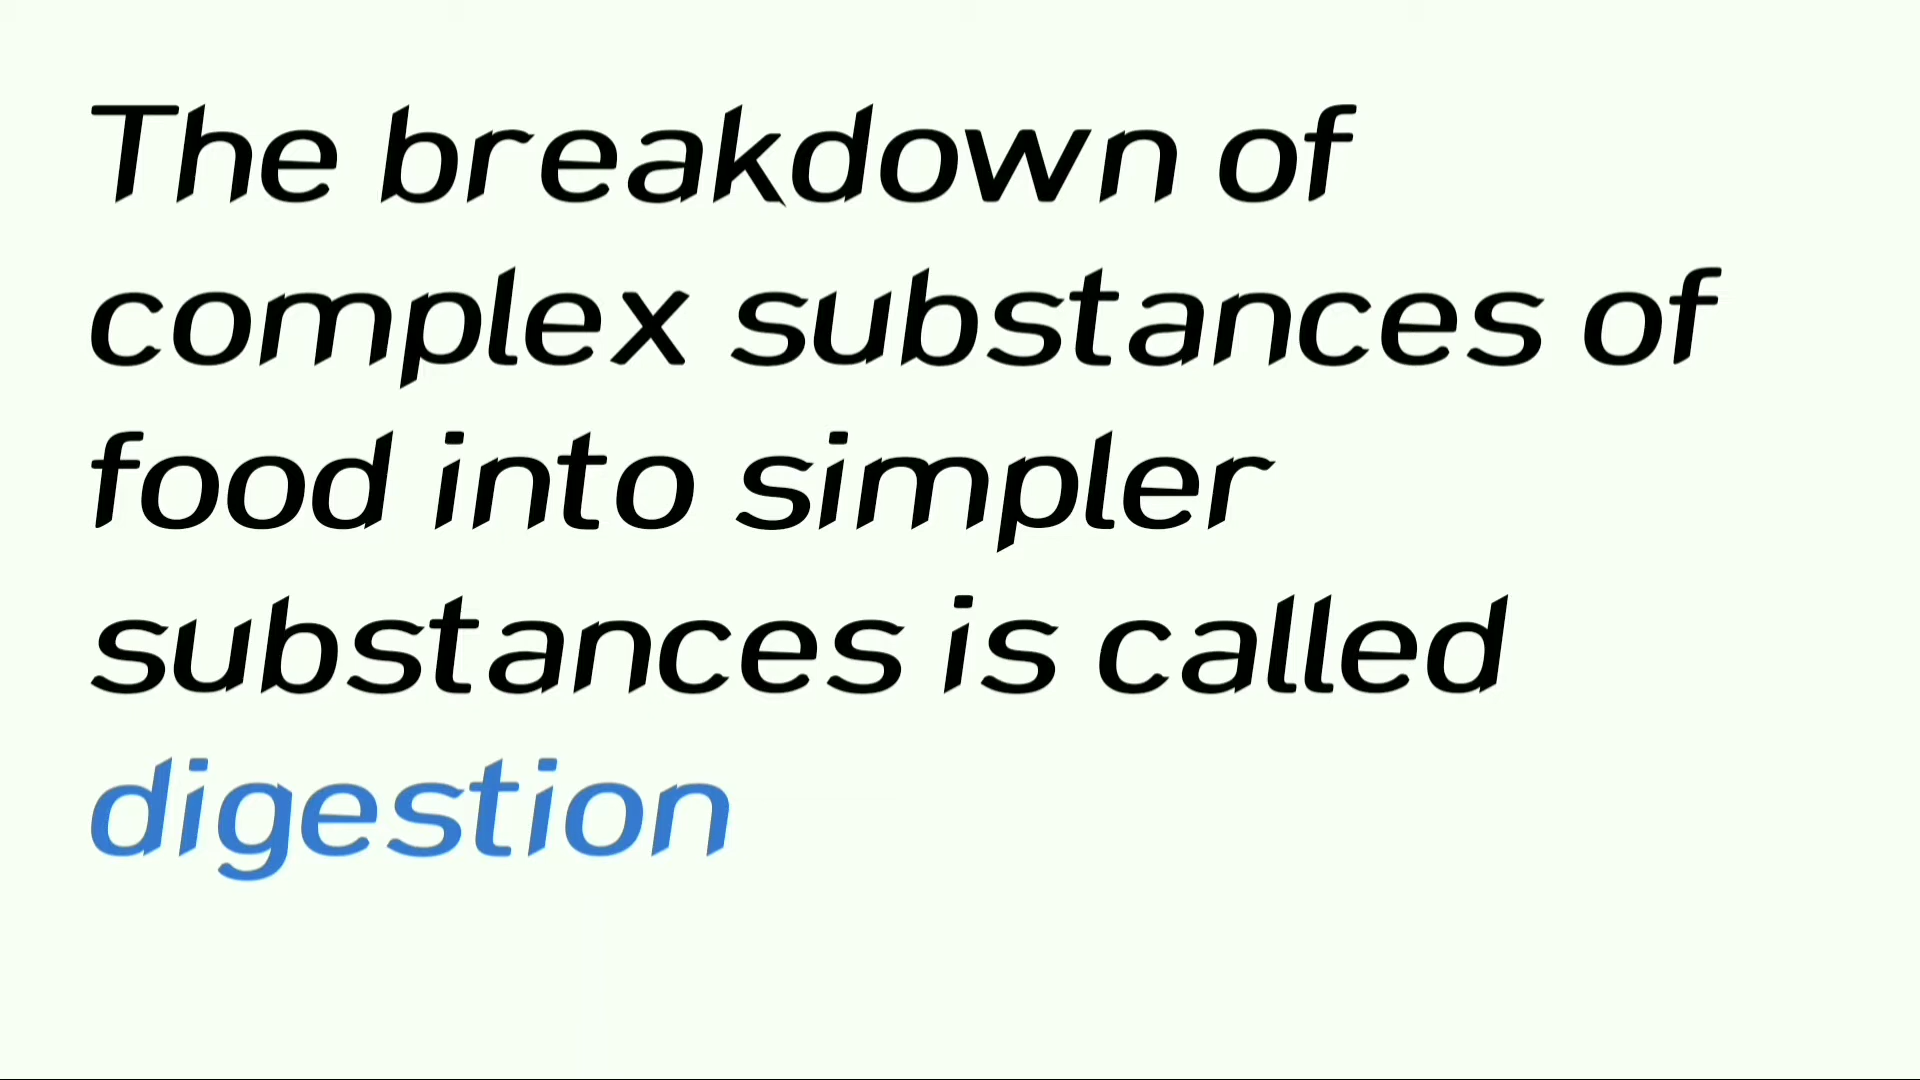 The breakdown of
complex substances of
food into simpler
substances is called
digestion